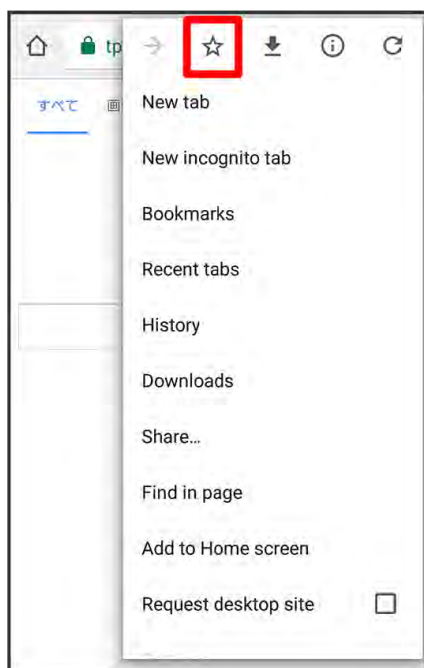 tp
すべて 画
New tab
New incognito tab
Bookmarks
Recent tabs
History
Downloads
Share...
Find in page
Add to Home screen
Request desktop site